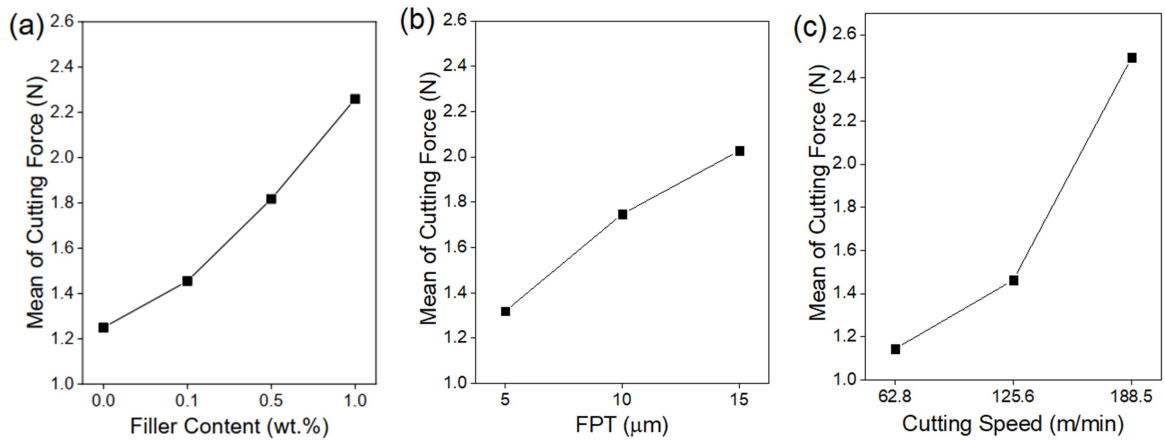 (a)
Mean of Cutting Force (N)
2.6
2.4
2.2
2.0
1.8
1.6
1.4
1.2
1.0
0.0 0.1 0.5 1.0
Filler Content (wt.%)
(b)
Mean of Cutting Force (N)
2.6
2.4
2.2
2.0
1.8
1.6
1.4
1.2
1.0
5 10 15
FPT (μm)
(c)
Mean of Cutting Force (N)
2.6
2.4
2.2
2.0
1.8
1.6
1.4
1.2
1.0
62.8 125.6 188.5
Cutting Speed (m/min)